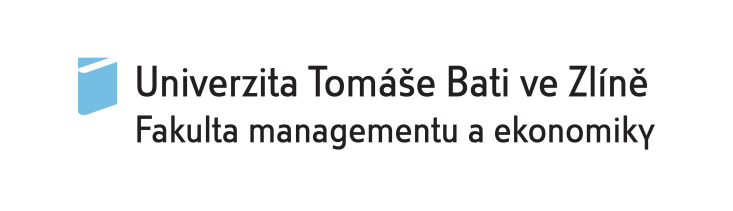 Univerzita Tomáše Bati ve Zlíně
Fakulta managementu a ekonomiky